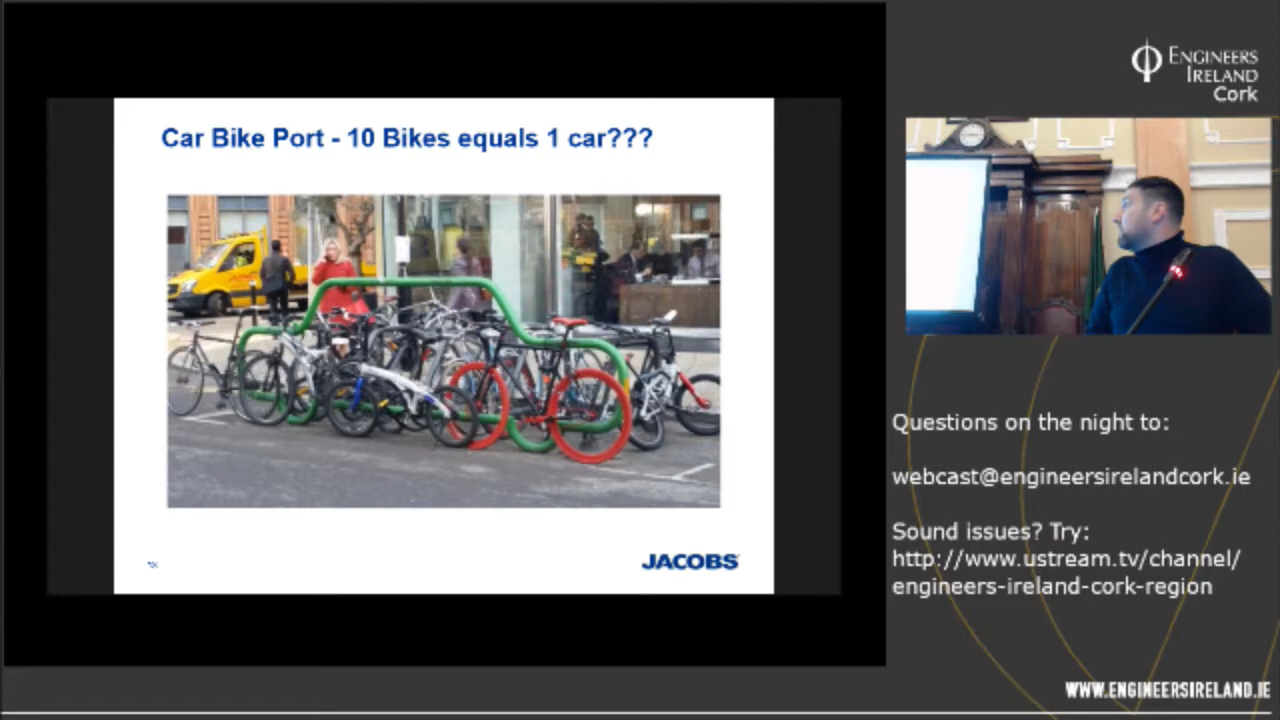 Car Bike Port - 10 Bikes equals 1 car???
JACOBS
ENGINEERS
IRELAND
Cork
Questions on the night to:
webcast@engineersirelandcork.ie
Sound issues? Try:
http://www.ustream.tv/channel/
engineers-ireland-cork-region
WWW.ENGINEERSIRELAND.IE